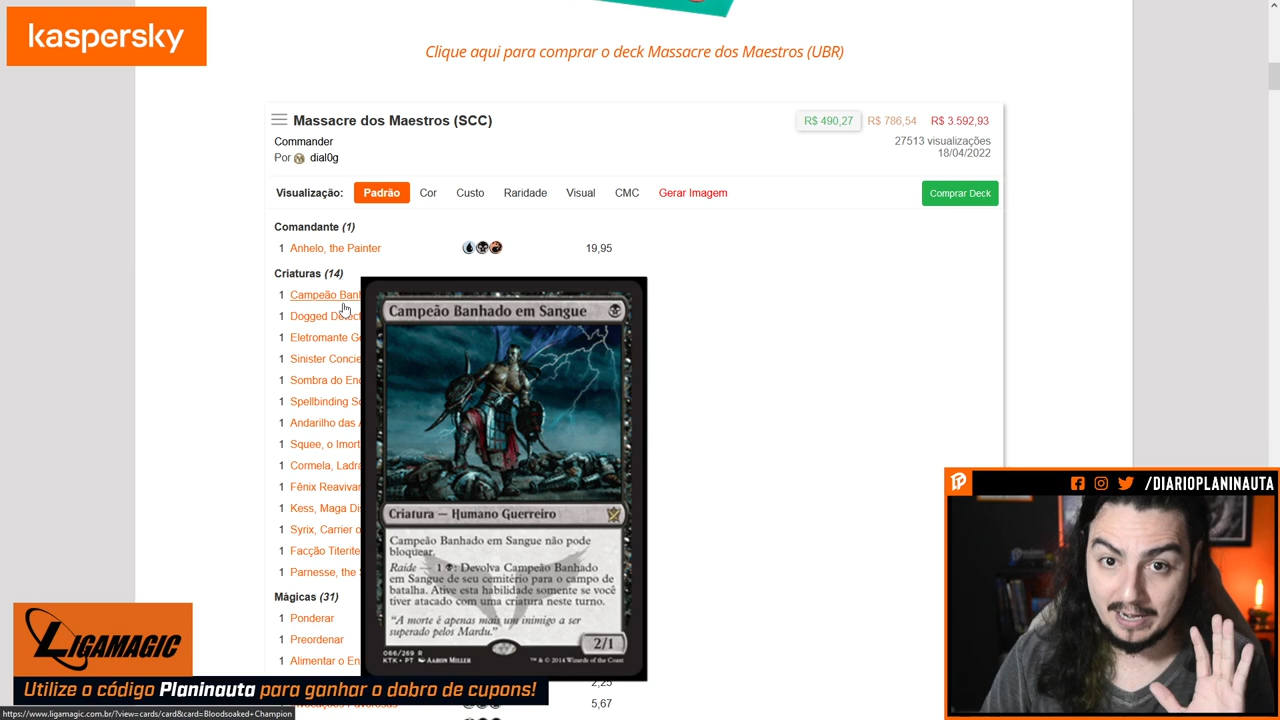 kaspersky
Clique aqui para comprar o deck Massacre dos Maestros (UBR)
Massacre dos Maestros (SCC)
R$ 490,27 R$ 786,54 R$ 3.592,93
Commander
27513 visualizações
Por dial0g
18/04/2022
Visualização: Padrão Cor Custo Raridade Visual CMC Gerar Imagem
Comprar Deck
Comandante (1)
1 Anhelo, the Painter 19,95
Criaturas (14)
1 Campeão
1 Dogged
1 Eletromante
1 Sinister
1 Sombra do
1 Spellbinding
1 Andarilho das
1 Squee, o
1 Cormela,
1 Fênix
1 Kess, Maga
1 Syrix, Carrier
1 Facção
1 Parnesse, the
Mágicas (31)
1 Ponderar
1 Preordenar
1 Alimentar o
2,25
5,67
Campeão Banhado em Sangue
Criatura — Humano Guerreiro
Campeão Banhado em Sangue não pode
bloquear.
Raide — 1 : Devolva Campeão Banhado
em Sangue de seu cemitério para o campo de
batalha. Ative esta habilidade somente se você
tiver atacado com uma criatura neste turno.
“A morte é apenas mais um inimigo a ser
superado pelos Mardu.”
2/1
066/269 R
KTK • PT AARON MILLER
™ & © 2014 Wizards of the Coast
/DIARIOPLANINAUTA
LIGAMAGIC
Utilize o código Planinauta para ganhar o dobro de cupons!
https://www.ligamagic.com.br/?view=cards/card&card=Bloodsoaked+Champion